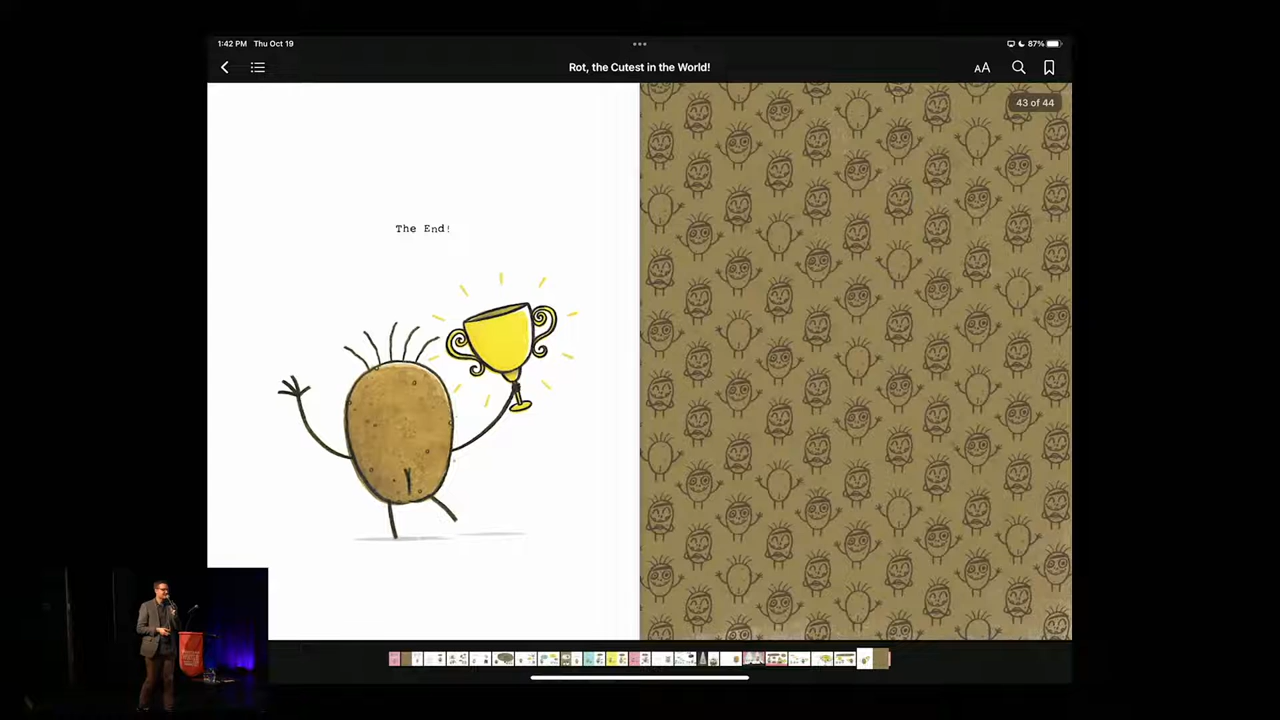 1:42 PM Thu Oct 19
87%
Rot, the Cutest in the World!
AA
43 of 44
The End!